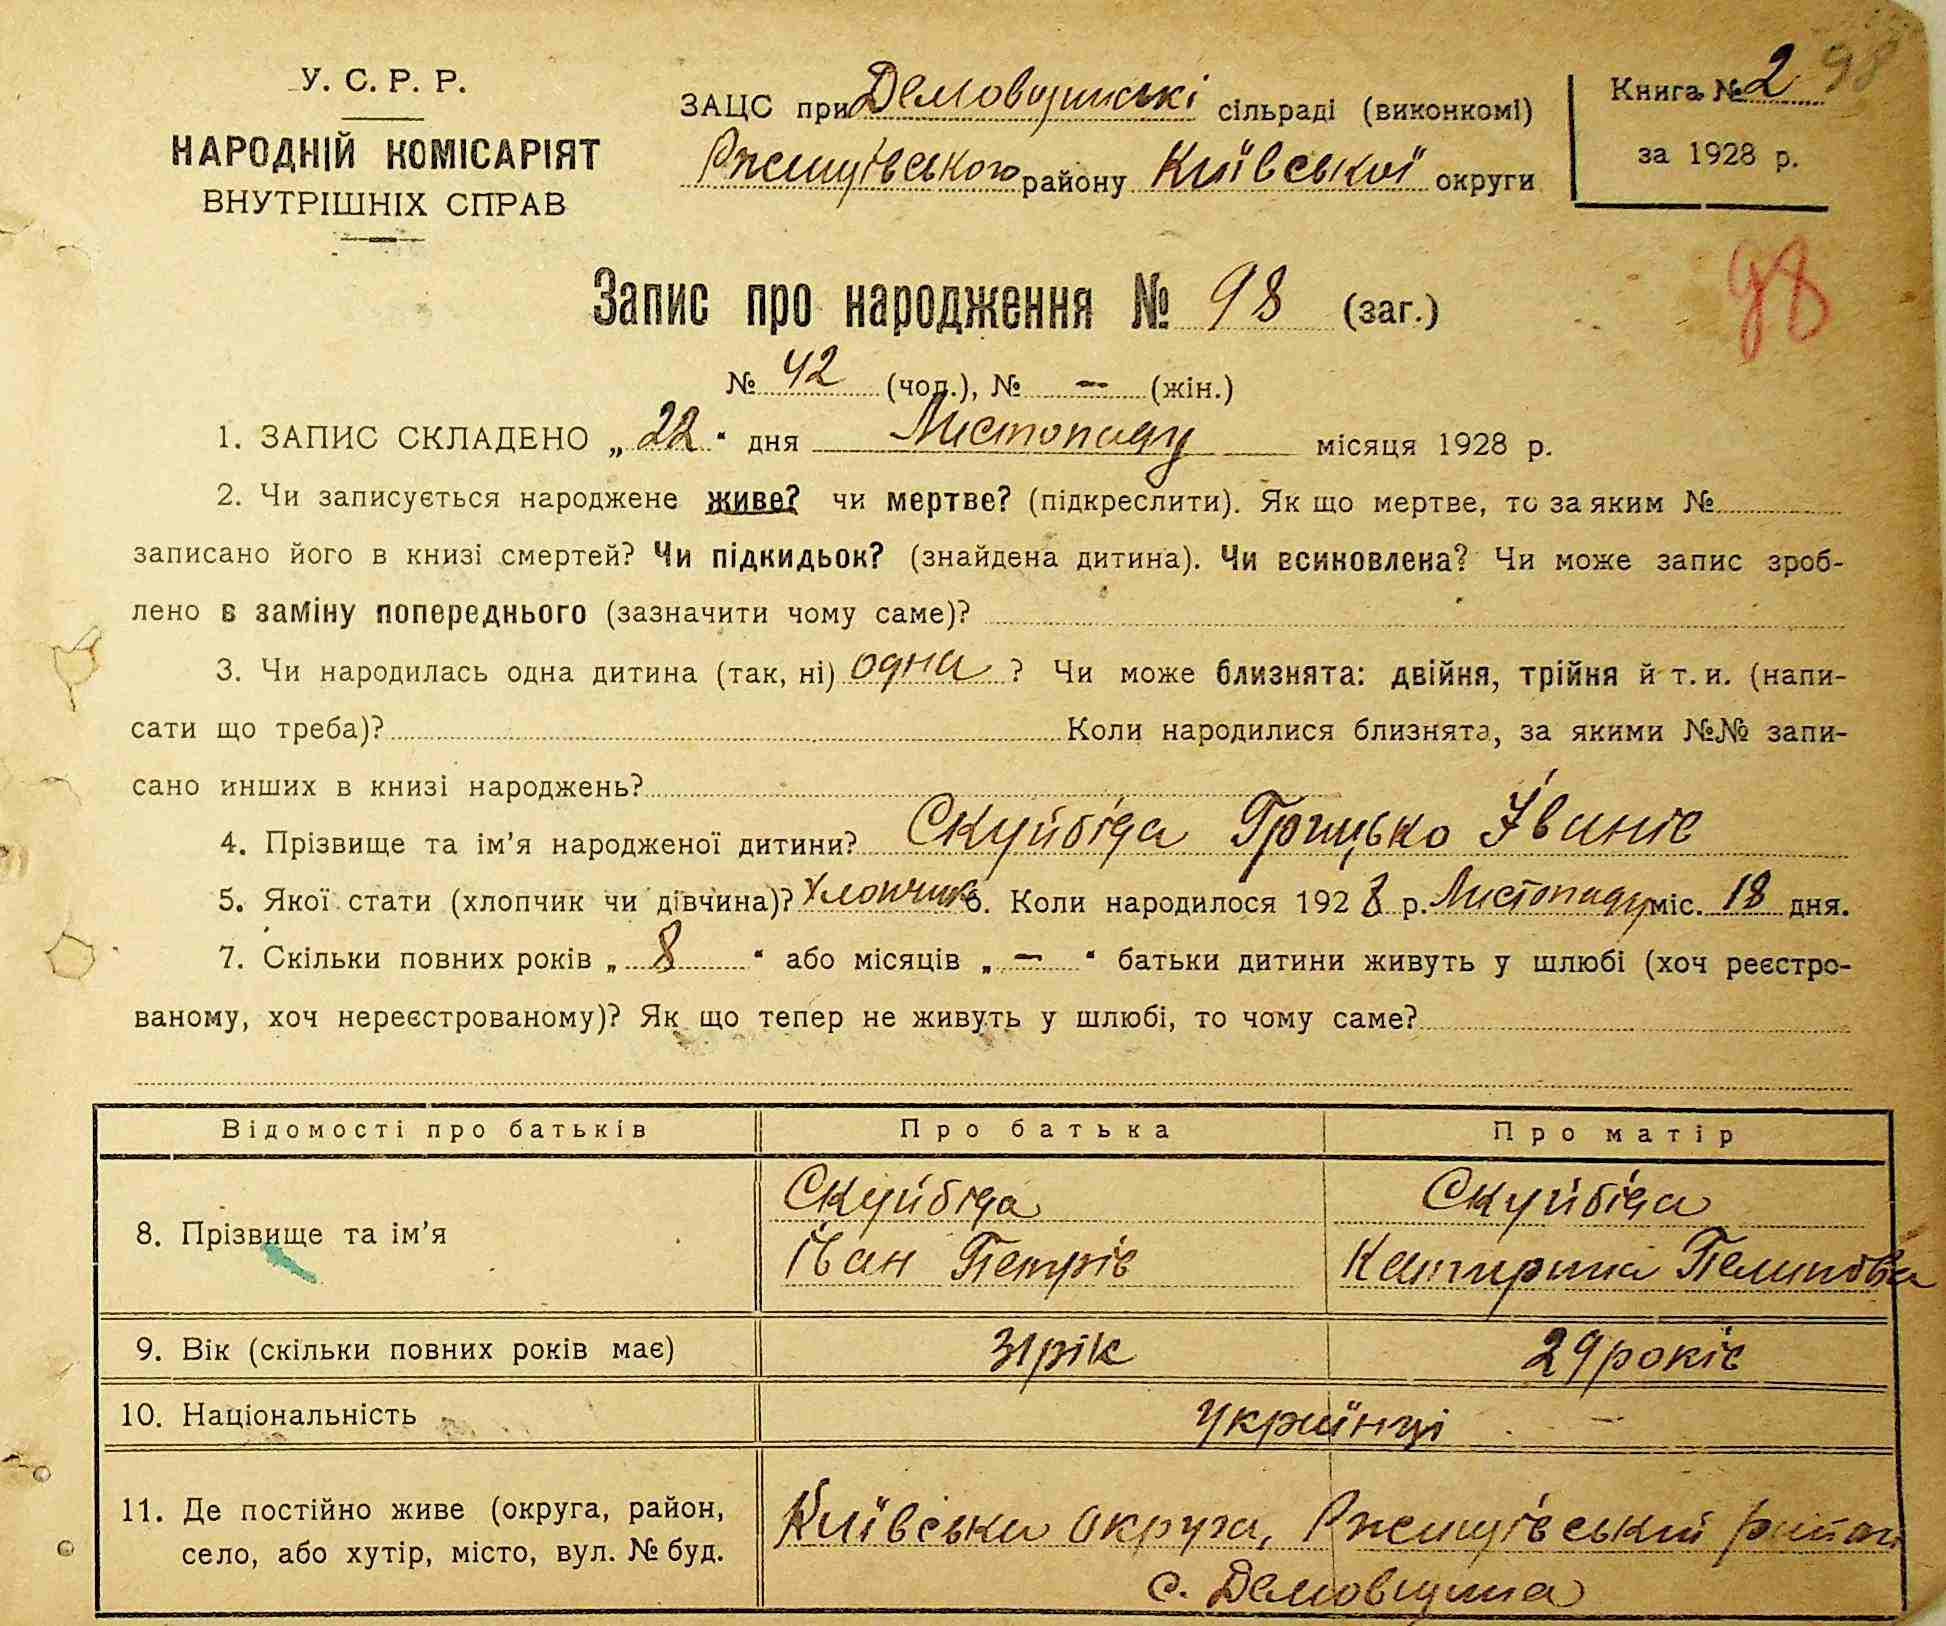 У. С. Р. Р.
НАРОДНІЙ КОМІСАРІЯТ
ВНУТРІШНІХ СПРАВ
ЗАЦС при Демовщинскі сільраді (виконкомі)
Ржищівського району Київської округи
Книга № 2 98
за 1928 р.
98
Запис про народження № 98 (заг.)
№ 42 (чол.), № — (жін.)
1. ЗАПИС СКЛАДЕНО „ 22 " дня Листопаду місяця 1928 р.
2. Чи записується народжене живе? чи мертве? (підкреслити). Як що мертве, то за яким №
записано його в книзі смертей? Чи підкидьок? (знайдена дитина). Чи всиновлена? Чи може запис зроб-
лено в заміну попереднього (зазначити чому саме)?
3. Чи народилась одна дитина (так, ні) одна ? Чи може близнята: двійня, трійня й т. и. (напи-
сати що треба)? Коли народилися близнята, за якими №№ запи-
сано инших в книзі народжень?
4. Прізвище та ім'я народженої дитини? Скуйбіда Грицько Іванів
5. Якої стати (хлопчик чи дівчина)? Хлопчик 6. Коли народилося 1928 р. Листопаду міс. 18 дня.
7. Скільки повних років „ 8 " або місяців „ — " батьки дитини живуть у шлюбі (хоч реєстро-
ваному, хоч нереєстрованому)? Як що тепер не живуть у шлюбі, то чому саме?
Відомості про батьків Про батька Про матір
8. Прізвище та ім'я
Скуйбіда Скуйбіда
Іван Петрів Катирина Пелипівна
9. Вік (скільки повних років має) 31 рік 29 років
10. Національність українці
11. Де постійно живе (округа, район,
село, або хутір, місто, вул. № буд.
Київська округа, Ржищівський район
с. Демовщина